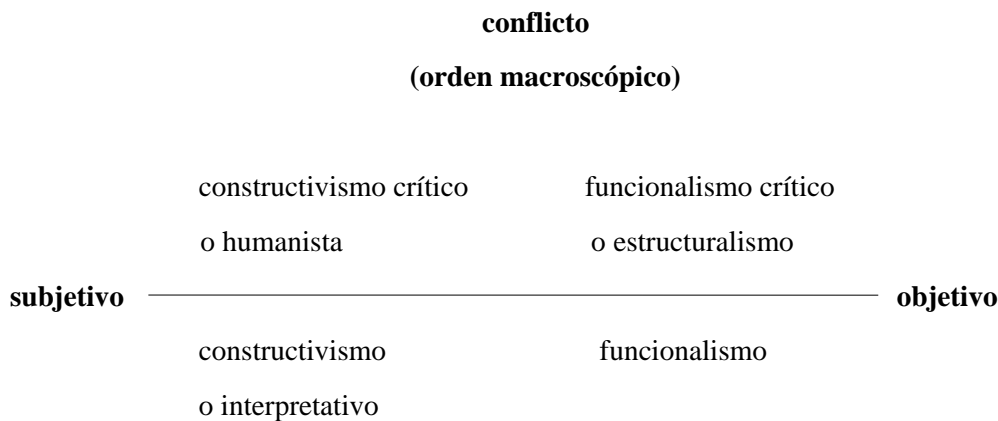 conflicto
(orden macroscópico)
constructivismo crítico funcionalismo crítico
o humanista o estructuralismo
subjetivo objetivo
constructivismo funcionalismo
o interpretativo